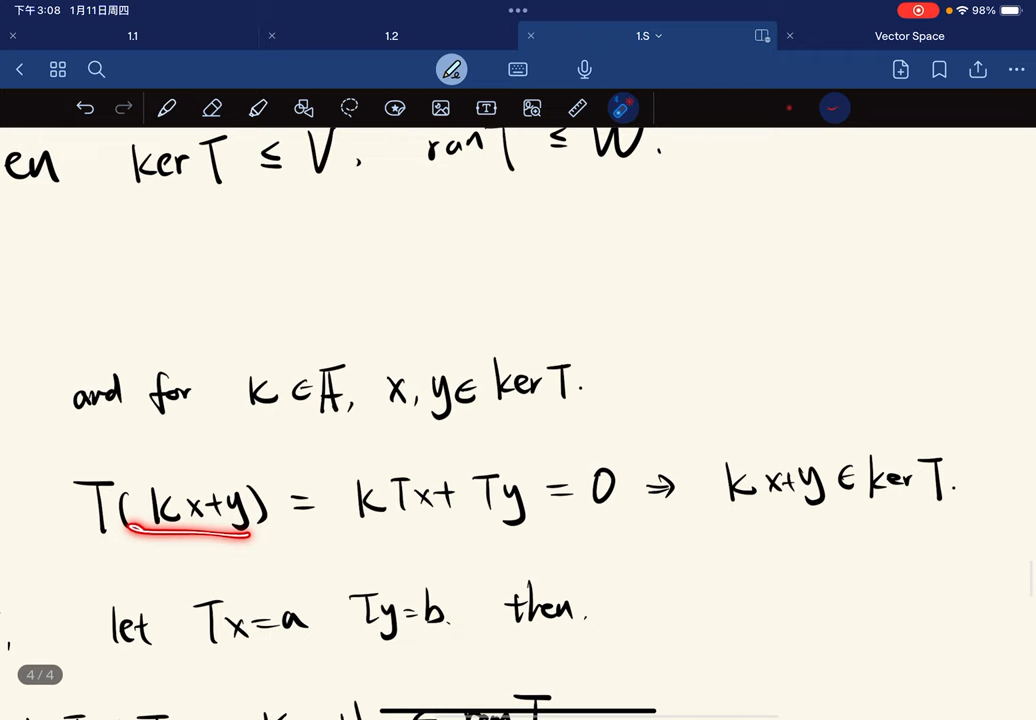 下午3:08 1月11日周四
98%
1.1
1.2
1.S
Vector Space
en ker T ≤ V, ran T ≤ W.
and for k ∈ F, x, y ∈ ker T.
T(kx+y) = kTx + Ty = 0 ⇒ kx+y ∈ ker T.
let Tx=a Ty=b. then.
4 / 4
∈ ran T